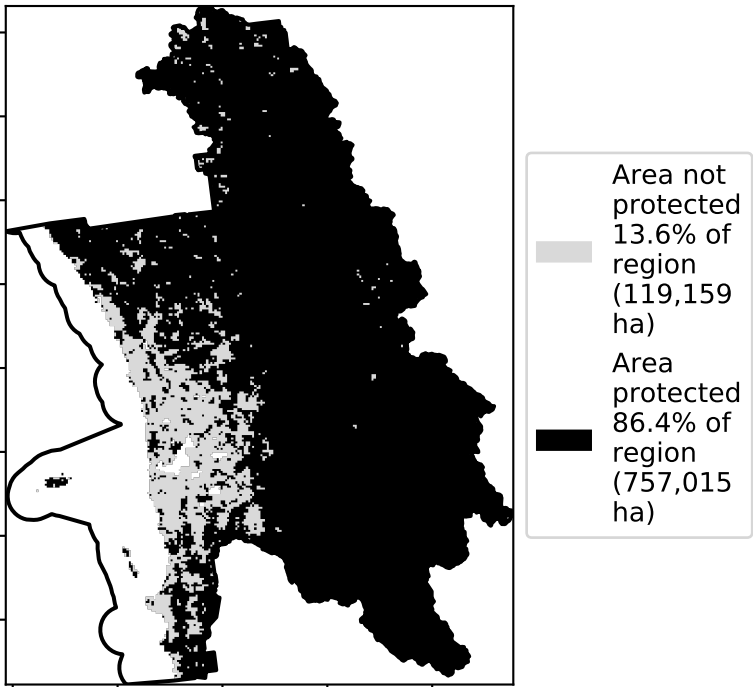 Area not
protected
13.6% of
region
(119,159
ha)
Area
protected
86.4% of
region
(757,015
ha)